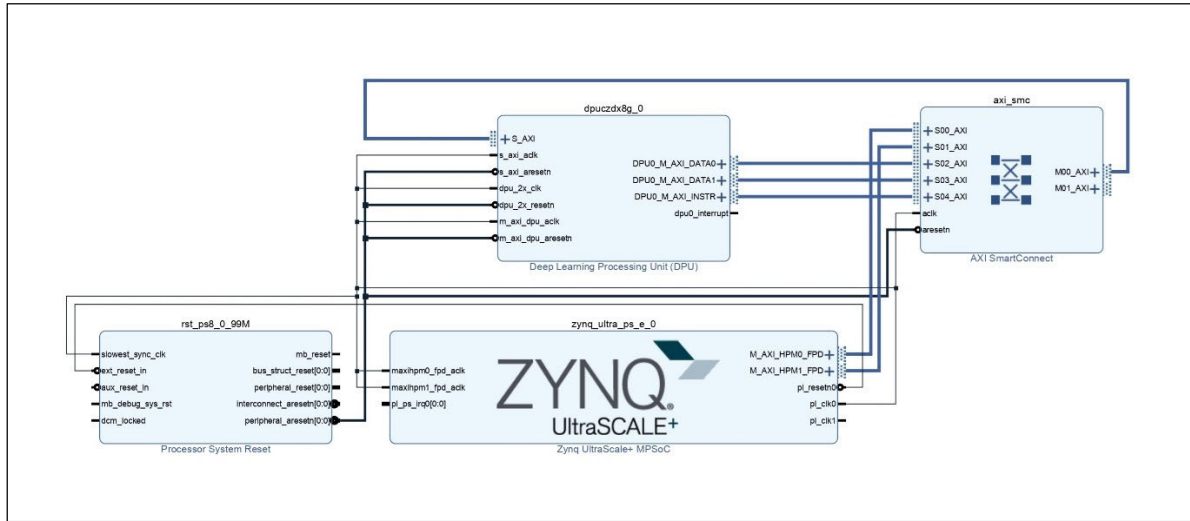 dpuczdx8g_0
S_AXI
s_axi_aclk
s_axi_aresetn
dpu_2x_clk
dpu_2x_resetn
m_axi_dpu_aclk
m_axi_dpu_aresetn
DPU0_M_AXI_DATA0
DPU0_M_AXI_DATA1
DPU0_M_AXI_INSTR
dpu0_interrupt
Deep Learning Processing Unit (DPU)
axi_smc
S00_AXI
S01_AXI
S02_AXI
S03_AXI
S04_AXI
aclk
aresetn
M00_AXI
M01_AXI
AXI SmartConnect
rst_ps8_0_99M
slowest_sync_clk
ext_reset_in
aux_reset_in
mb_debug_sys_rst
dcm_locked
mb_reset
bus_struct_reset[0:0]
peripheral_reset[0:0]
interconnect_aresetn[0:0]
peripheral_aresetn[0:0]
Processor System Reset
zynq_ultra_ps_e_0
maxihpm0_fpd_aclk
maxihpm1_fpd_aclk
pl_ps_irq0[0:0]
ZYNQ
UltraSCALE+
M_AXI_HPM0_FPD
M_AXI_HPM1_FPD
pl_resetn0
pl_clk0
pl_clk1
Zynq UltraScale+ MPSoC